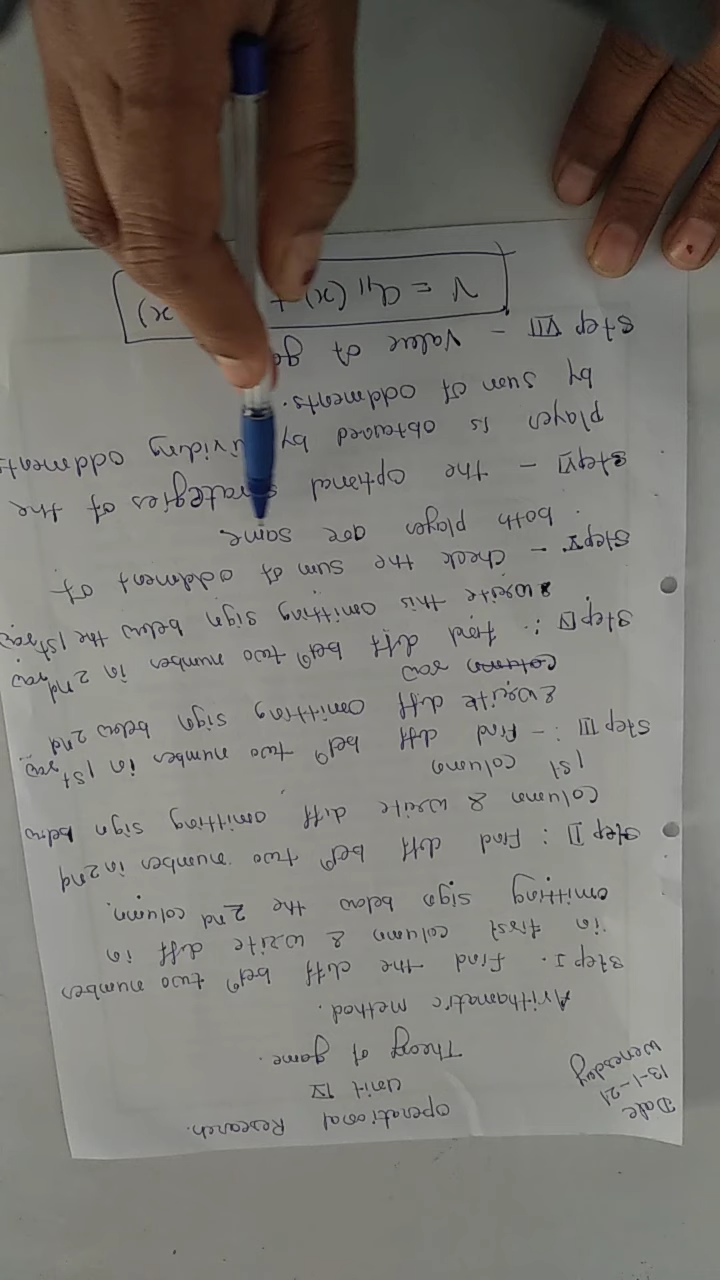 Date
13-1-21
wenesday
operational Research.
unit IV
Theory of game.
Arithamatic method.
Step I. Find the diff betn two number
in first column & write diff in
omitting sign below the 2nd column.
Step II : Find diff betn two number in 2nd
column & write diff omitting sign below
1st column
Step III :- Find diff betn two number in 1st row
& write diff omitting sign below 2nd
column row
Step IV :- find diff betn two number in 2nd row
& write this omitting sign below the 1st row
Step V - check the sum of oddment of
both player are same
Step VI - The optimal strategies of the
player is obtained by dividing oddments
by sum of oddments.
Step VII - Value of
V = a11 (x) + x)